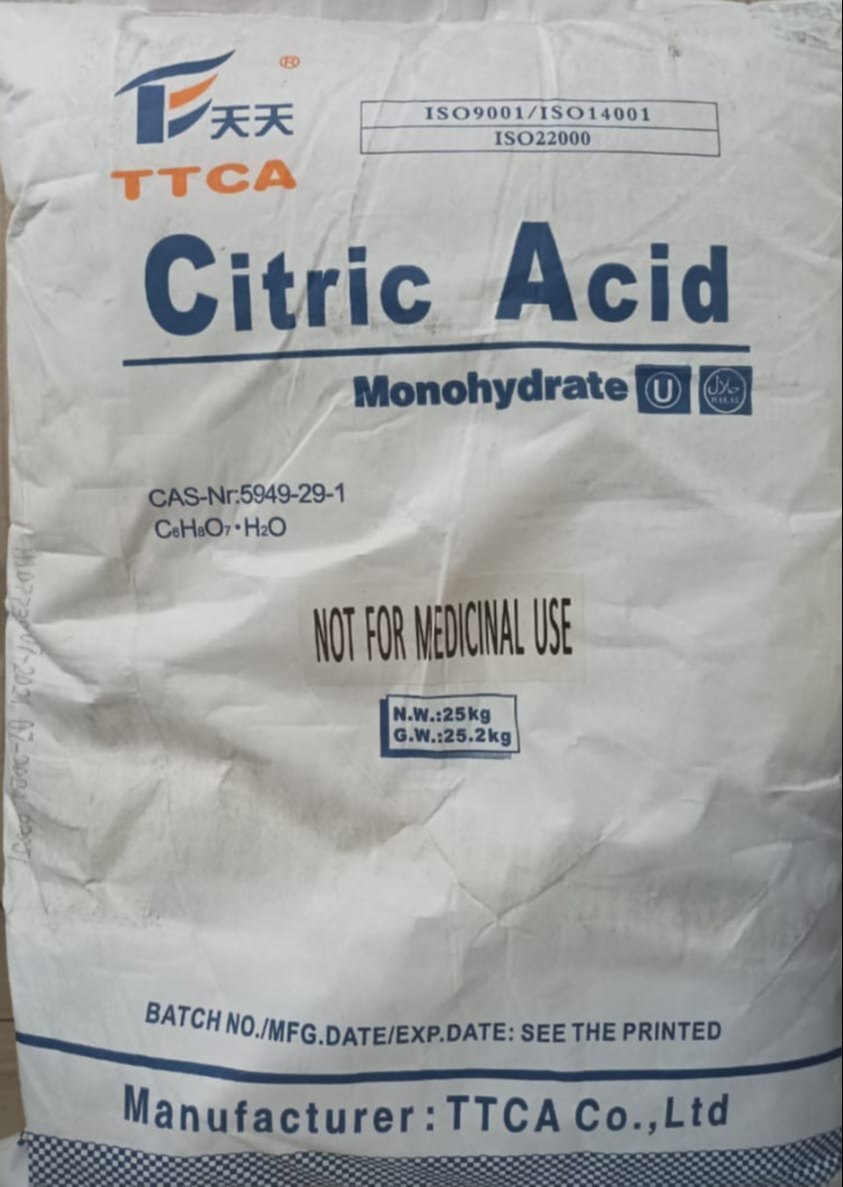 ®
天天
TTCA
ISO9001/ISO14001
ISO22000
Citric Acid
Monohydrate U حلال
HALAL
CAS-Nr:5949-29-1
C₆H₈O₇·H₂O
NOT FOR MEDICINAL USE
N.W.:25kg
G.W.:25.2kg
BATCH NO./MFG.DATE/EXP.DATE: SEE THE PRINTED
Manufacturer:TTCA Co.,Ltd